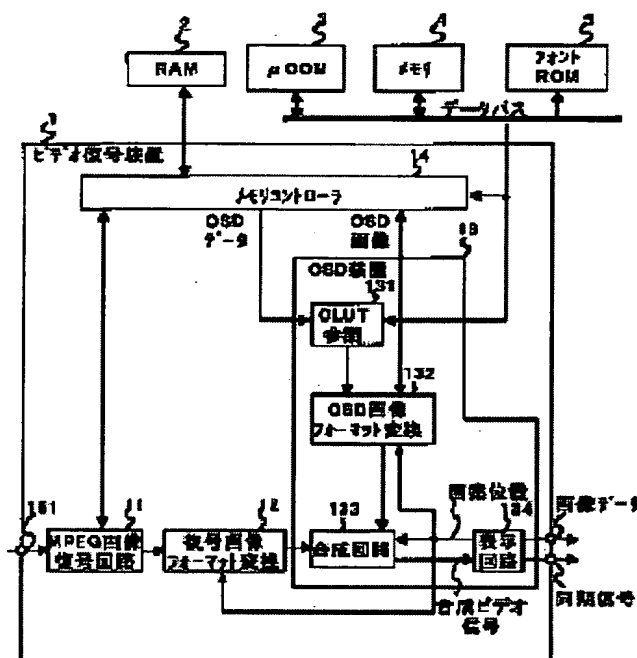 2
3
4
5
RAM
μCOM
メモリ
フォント
ROM
データバス
1
ビデオ復号装置
14
メモリコントローラ
OSD
データ
OSD
画像
13
OSD装置
131
CLUT
参照
132
OSD画像
フォーマット変換
151
11
12
133
画素位置
134
画像データ
MPEG画像
復号回路
復号画像
フォーマット変換
合成回路
表示
回路
合成ビデオ
信号
同期信号